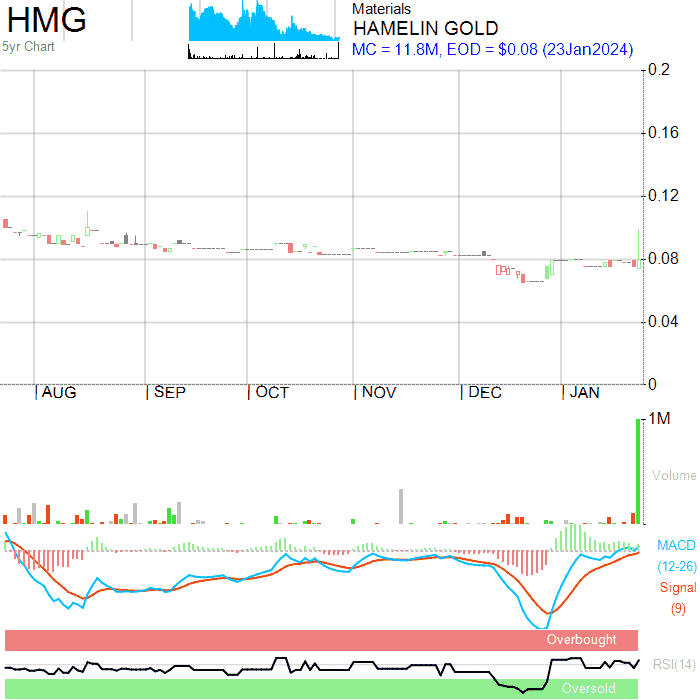 HMG
5yr Chart
Materials
HAMELIN GOLD
MC = 11.8M, EOD = $0.08 (23Jan2024)
0.2
0.16
0.12
0.08
0.04
0
AUG SEP OCT NOV DEC JAN
1M
Volume
MACD
(12-26)
Signal
(9)
Overbought
RSI(14)
Oversold